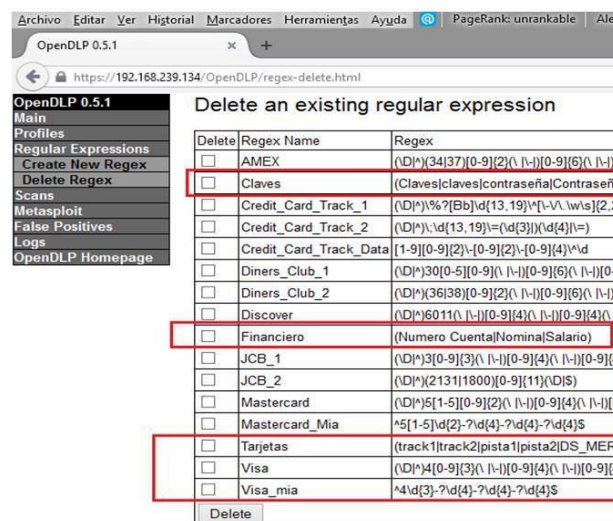 Archivo Editar Ver Historial Marcadores Herramientas Ayuda @ PageRank: unrankable Ale
OpenDLP 0.5.1 × +
https://192.168.239.134/OpenDLP/regex-delete.html
OpenDLP 0.5.1
Main
Profiles
Regular Expressions
Create New Regex
Delete Regex
Scans
Metasploit
False Positives
Logs
OpenDLP Homepage
Delete an existing regular expression
Delete Regex Name Regex
AMEX (\D|^)(34|37)[0-9]{2}(\ |\-|)[0-9]{6}(\ |\-|)
Claves (Claves|claves|contraseña|Contraseñ
Credit_Card_Track_1 (\D|^)\%?[Bb]\d{13,19}\^[\-\/\.\w\s]{2,
Credit_Card_Track_2 (\D|^)\;\d{13,19}\=(\d{3}|)(\d{4}|\=)
Credit_Card_Track_Data [1-9][0-9]{2}\-[0-9]{2}\-[0-9]{4}\^\d
Diners_Club_1 (\D|^)30[0-5][0-9](\ |\-|)[0-9]{6}(\ |\-|)[0-
Diners_Club_2 (\D|^)(36|38)[0-9]{2}(\ |\-|)[0-9]{6}(\ |\-|)
Discover (\D|^)6011(\ |\-|)[0-9]{4}(\ |\-|)[0-9]{4}(\
Financiero (Numero Cuenta|Nomina|Salario)
JCB_1 (\D|^)3[0-9]{3}(\ |\-|)[0-9]{4}(\ |\-|)[0-9]{
JCB_2 (\D|^)(2131|1800)[0-9]{11}(\D|$)
Mastercard (\D|^)5[1-5][0-9]{2}(\ |\-|)[0-9]{4}(\ |\-|)[
Mastercard_Mia ^5[1-5]\d{2}-?\d{4}-?\d{4}-?\d{4}$
Tarjetas (track1|track2|pista1|pista2|DS_MER
Visa (\D|^)4[0-9]{3}(\ |\-|)[0-9]{4}(\ |\-|)[0-9]{
Visa_mia ^4\d{3}-?\d{4}-?\d{4}-?\d{4}$
Delete